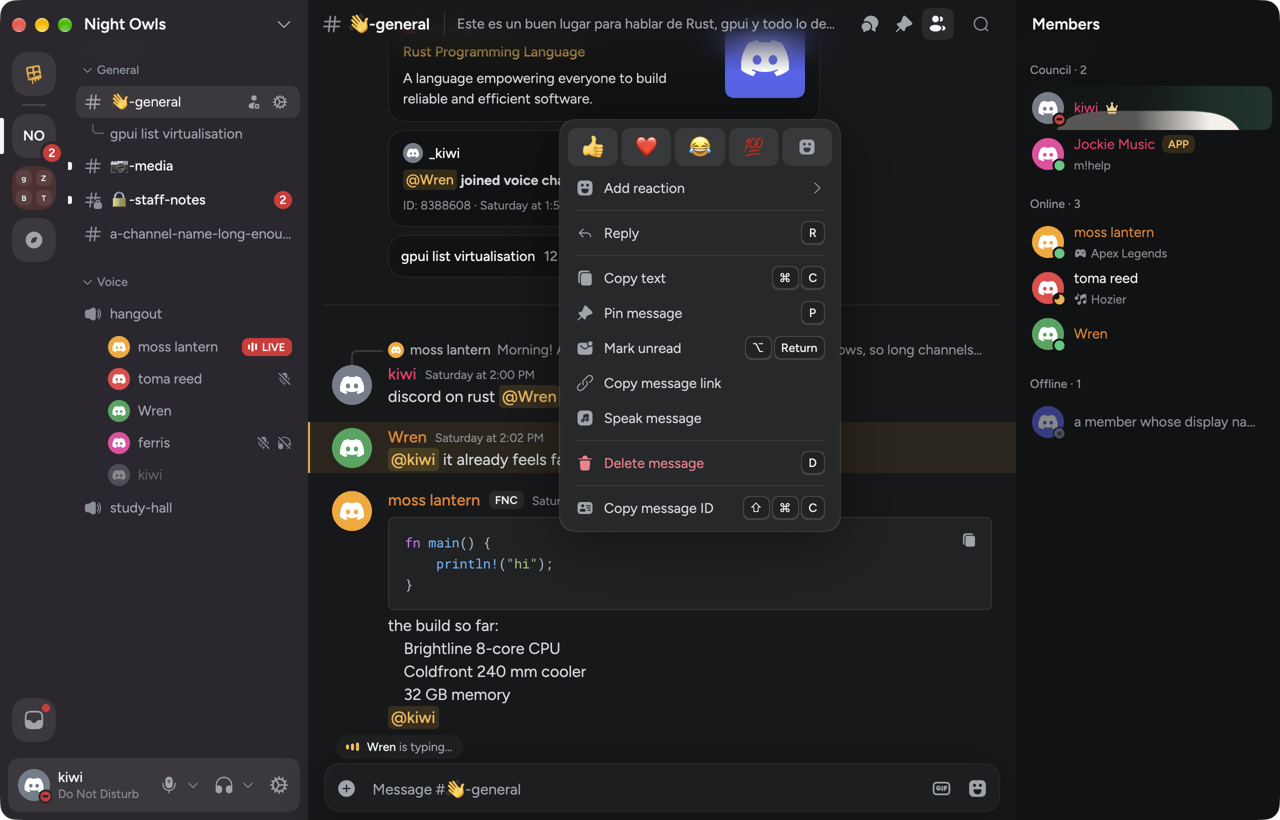 Night Owls
General
👋-general
gpui list virtualisation
📷-media
🔒-staff-notes
2
a-channel-name-long-enou...
Voice
hangout
moss lantern
LIVE
toma reed
Wren
ferris
kiwi
study-hall
NO
2
g Z
B T
kiwi
Do Not Disturb
👋-general
Este es un buen lugar para hablar de Rust, gpui y todo lo de...
Rust Programming Language
A language empowering everyone to build
reliable and efficient software.
_kiwi
@Wren joined voice cha
ID: 8388608 · Saturday at 1:5
gpui list virtualisation 12
moss lantern Morning! ows, so long channels...
kiwi Saturday at 2:00 PM
discord on rust @Wren
Wren Saturday at 2:02 PM
@kiwi it already feels fa
moss lantern FNC Satur
fn main() {
println!("hi");
}
the build so far:
Brightline 8-core CPU
Coldfront 240 mm cooler
32 GB memory
@kiwi
Wren is typing...
Message #👋-general
GIF
👍 ❤️ 😂 💯
Add reaction
Reply R
Copy text ⌘ C
Pin message P
Mark unread ⌥ Return
Copy message link
Speak message
Delete message D
Copy message ID ⇧ ⌘ C
Members
Council · 2
kiwi
Jockie Music APP
m!help
Online · 3
moss lantern
Apex Legends
toma reed
Hozier
Wren
Offline · 1
a member whose display na...